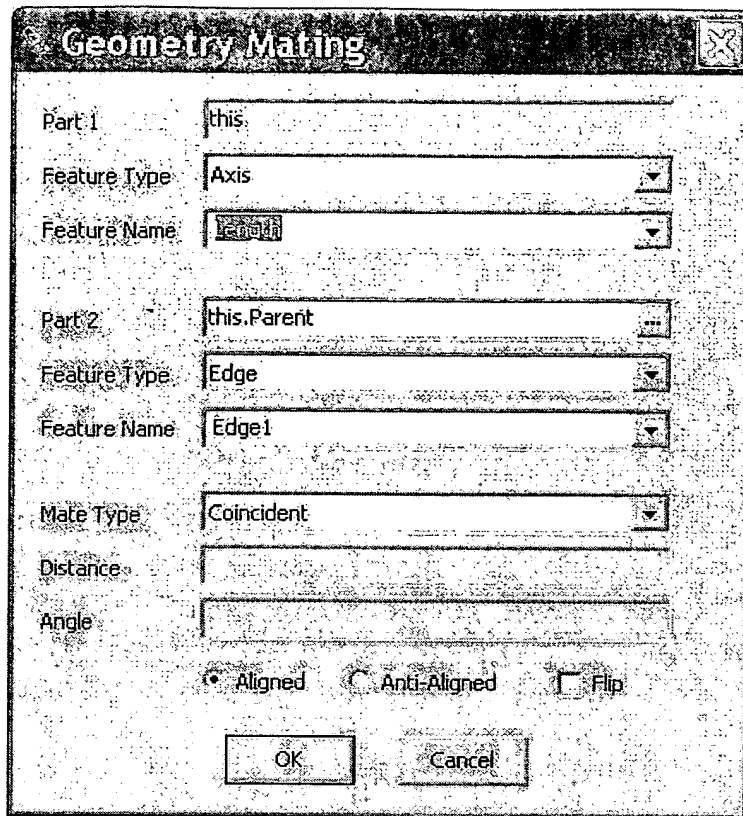 Geometry Mating
Part 1 this
Feature Type Axis
Feature Name length
Part 2 this.Parent ...
Feature Type Edge
Feature Name Edge1
Mate Type Coincident
Distance
Angle
Aligned Anti-Aligned Flip
OK Cancel